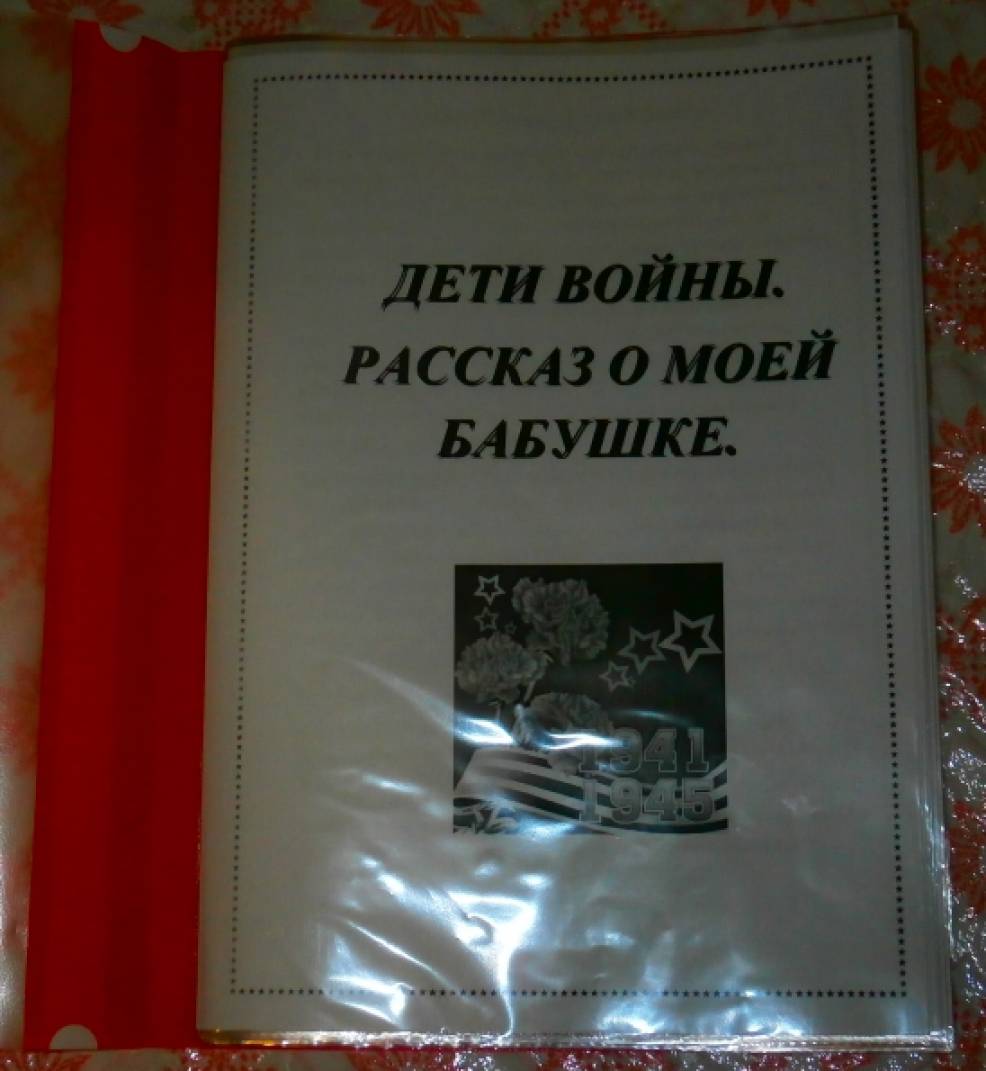 ДЕТИ ВОЙНЫ.
РАССКАЗ О МОЕЙ
БАБУШКЕ.
1941
1945